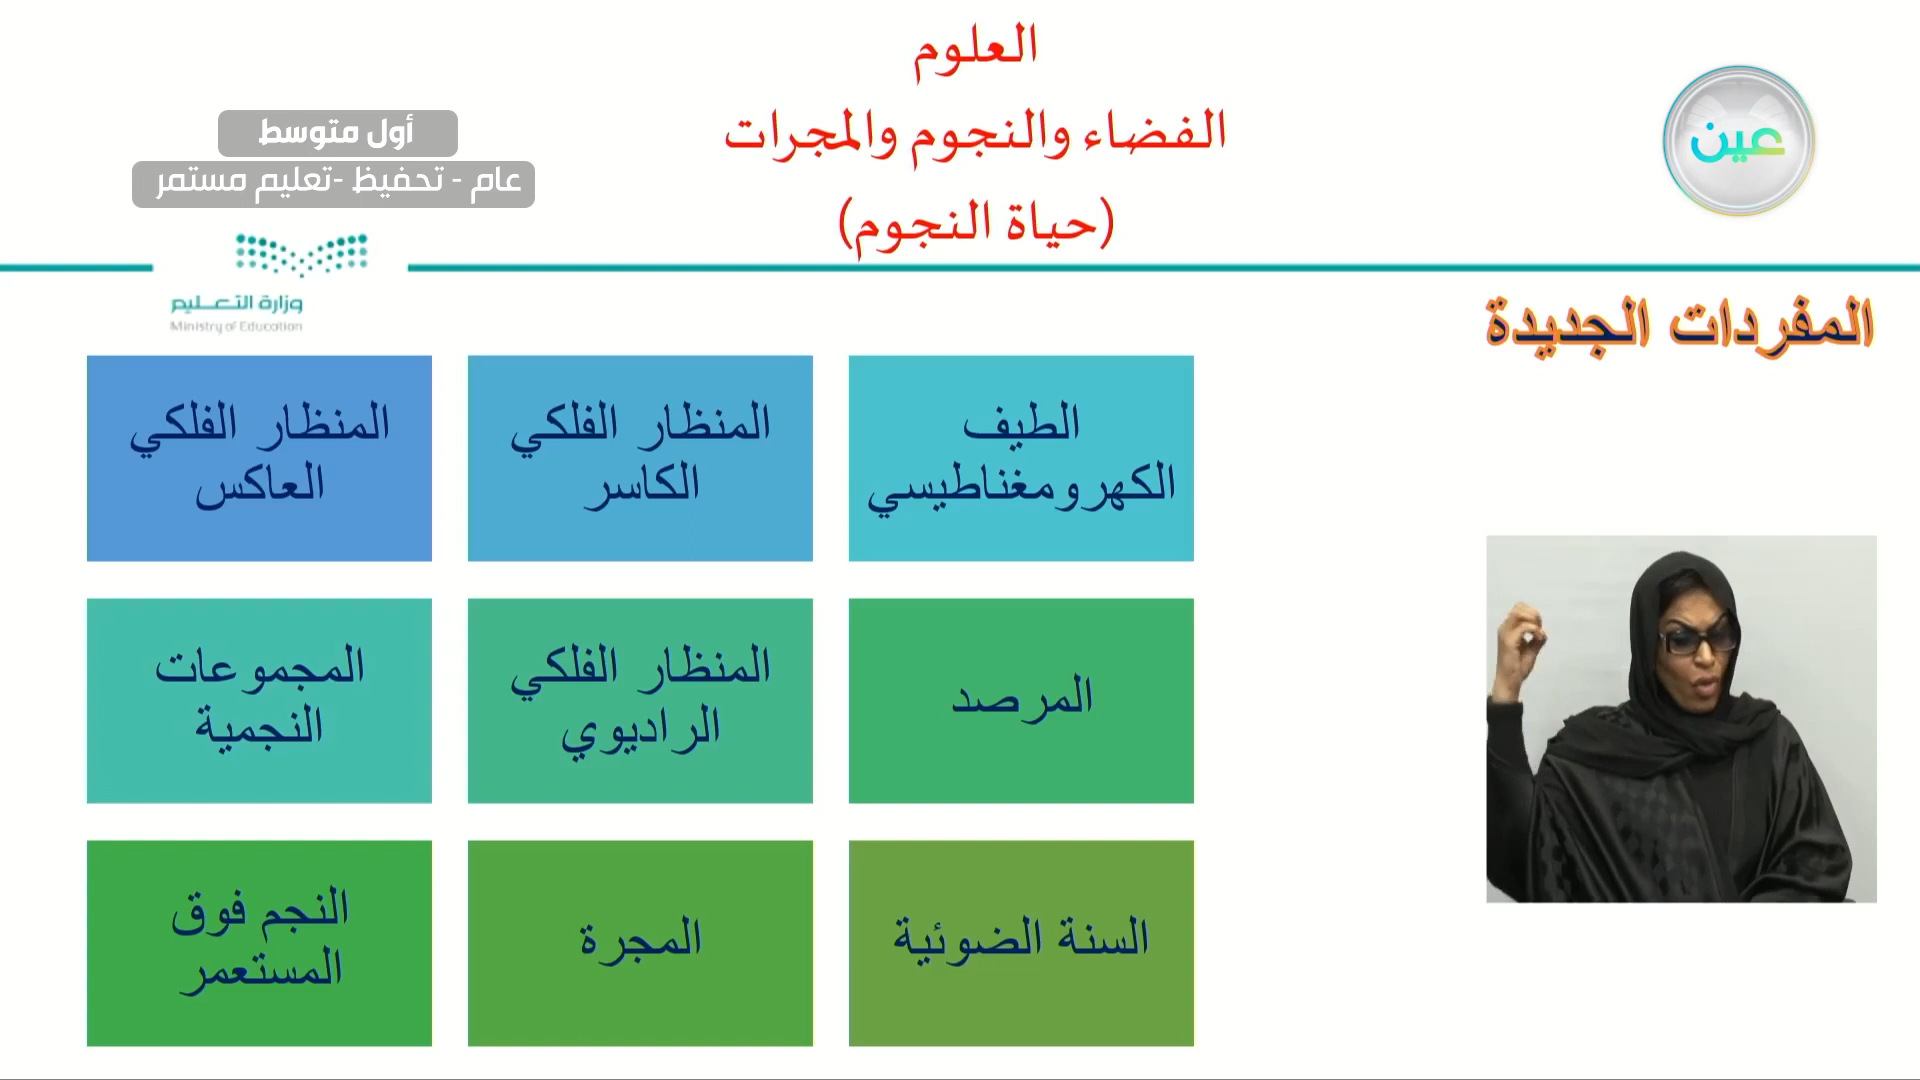 العلوم
الفضاء والنجوم والمجرات
(حياة النجوم)
عين
أول متوسط
عام - تحفيظ -تعليم مستمر
وزارة التعليم
Ministry of Education
المفردات الجديدة
الطيف
الكهرومغناطيسي
المنظار الفلكي
الكاسر
المنظار الفلكي
العاكس
المرصد
المنظار الفلكي
الراديوي
المجموعات
النجمية
السنة الضوئية
المجرة
النجم فوق
المستعمر